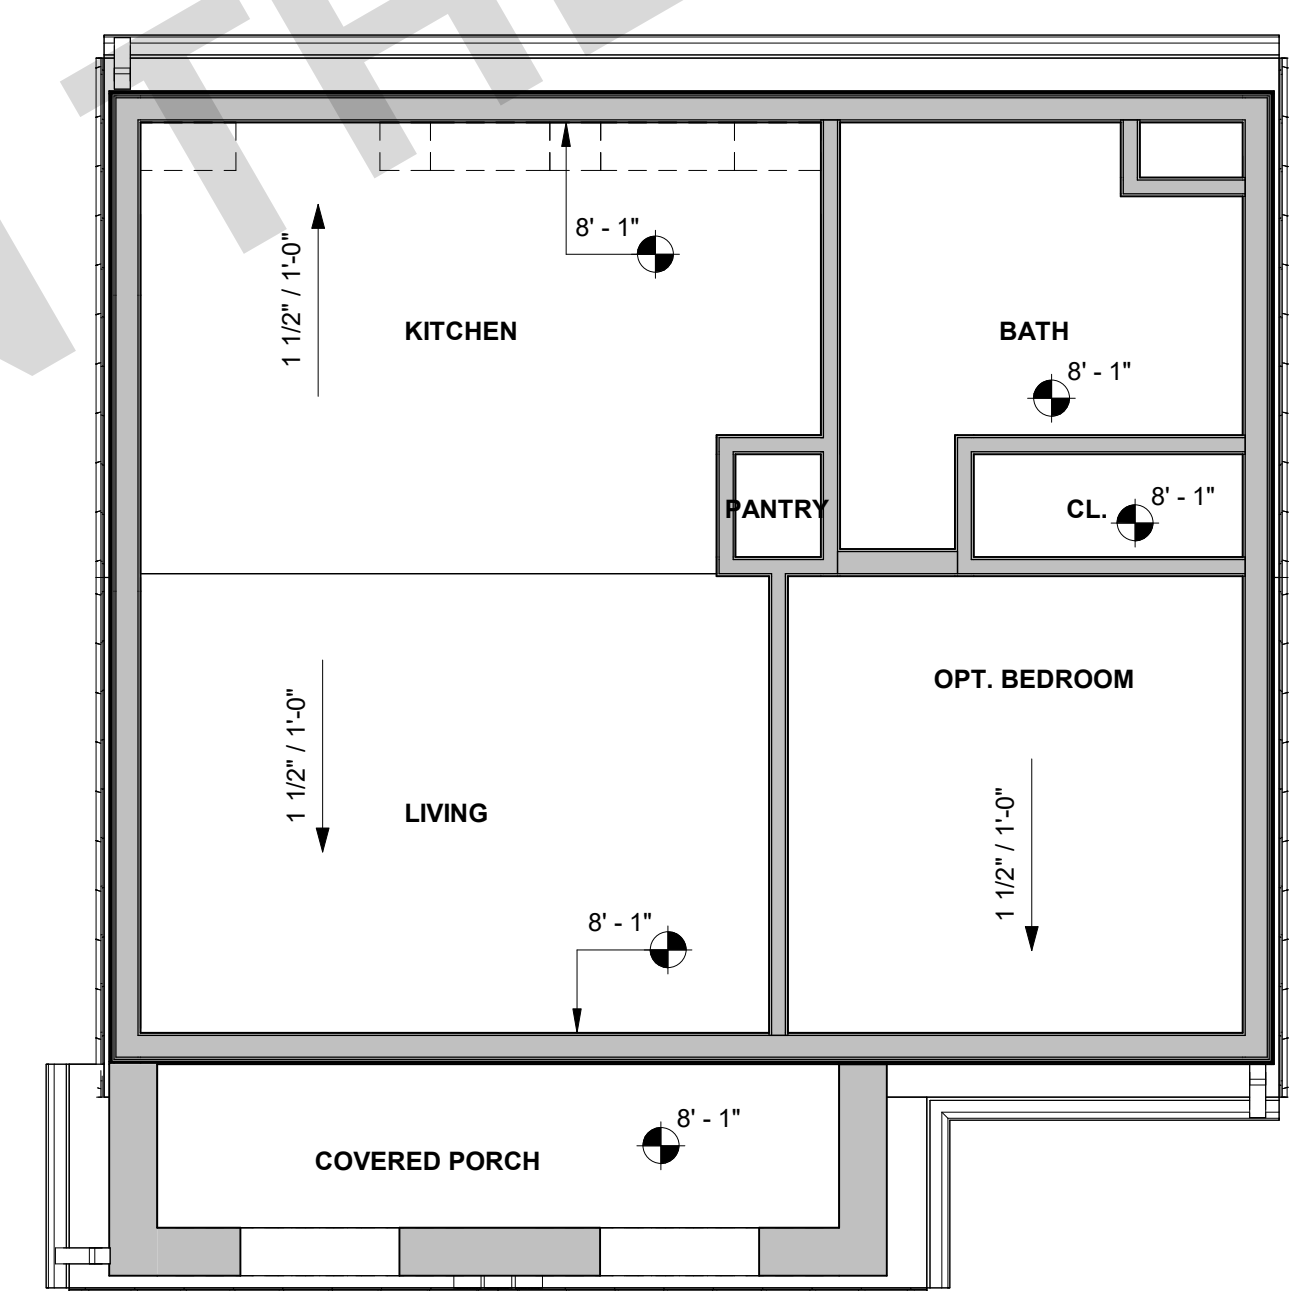 THE
8' - 1"
1 1/2" / 1'-0"
KITCHEN
BATH
8' - 1"
PANTRY
CL.
8' - 1"
OPT. BEDROOM
1 1/2" / 1'-0"
LIVING
1 1/2" / 1'-0"
8' - 1"
8' - 1"
COVERED PORCH